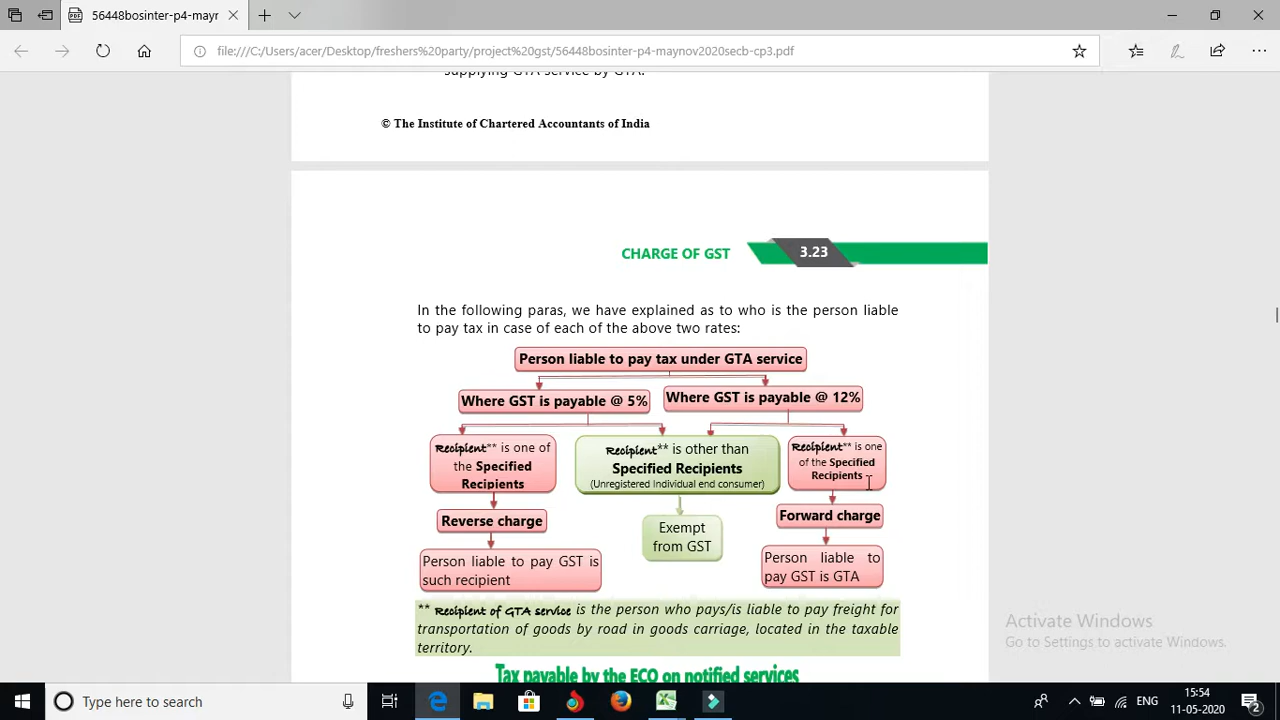 56448bosinter-p4-may
file:///C:/Users/acer/Desktop/freshers%20party/project%20gst/56448bosinter-p4-maynov2020secb-cp3.pdf
supplying GTA service by GTA.
© The Institute of Chartered Accountants of India
CHARGE OF GST
3.23
In the following paras, we have explained as to who is the person liable
to pay tax in case of each of the above two rates:
Person liable to pay tax under GTA service
Where GST is payable @ 5%
Where GST is payable @ 12%
Recipient** is one of
the Specified
Recipients
Recipient** is other than
Specified Recipients
(Unregistered Individual end consumer)
Recipient** is one
of the Specified
Recipients
Reverse charge
Exempt
from GST
Forward charge
Person liable to pay GST is
such recipient
Person liable to
pay GST is GTA
** Recipient of GTA service is the person who pays/is liable to pay freight for
transportation of goods by road in goods carriage, located in the taxable
territory.
Tax payable by the ECO on notified services
Activate Windows
Go to Settings to activate Windows.
Type here to search
ENG
15:54
11-05-2020
2